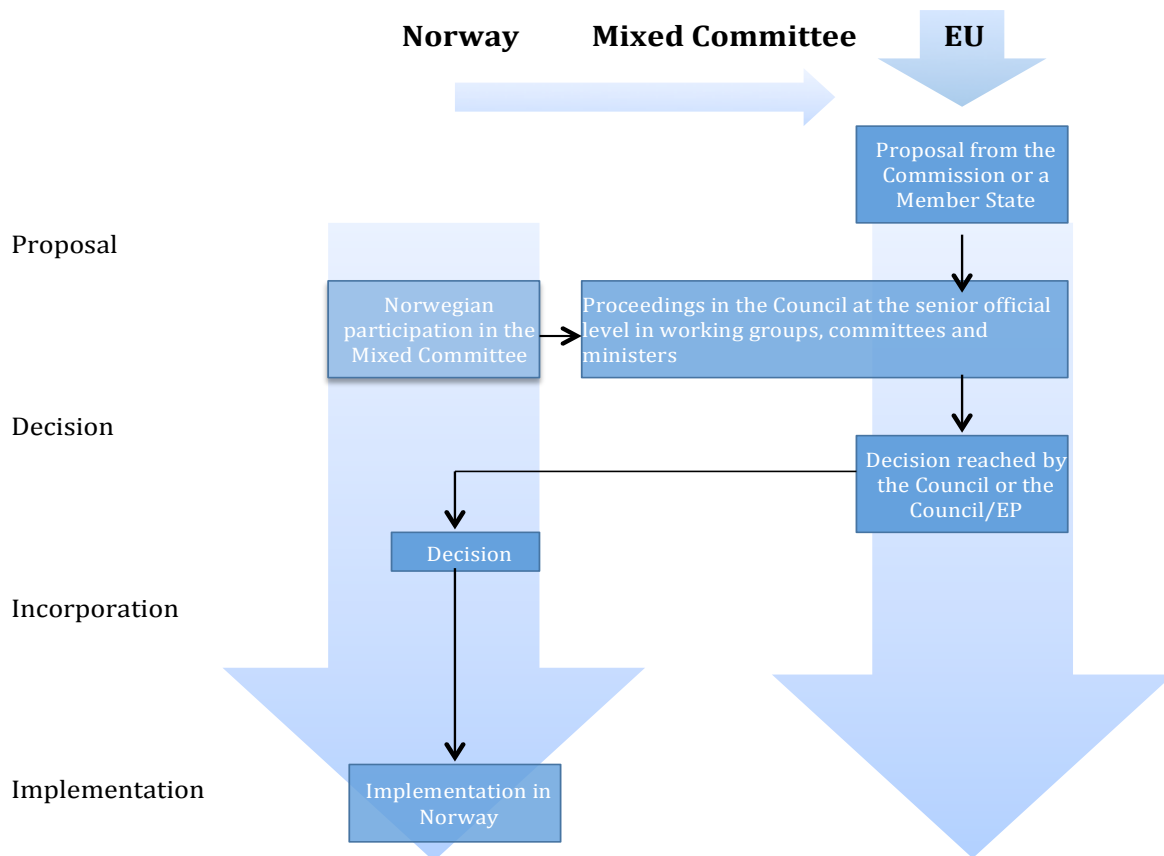 Norway
Mixed Committee
EU
Proposal from the
Commission or a
Member State
Proposal
Norwegian
participation in the
Mixed Committee
Proceedings in the Council at the senior official
level in working groups, committees and
ministers
Decision
Decision reached by
the Council or the
Council/EP
Decision
Incorporation
Implementation
Implementation in
Norway